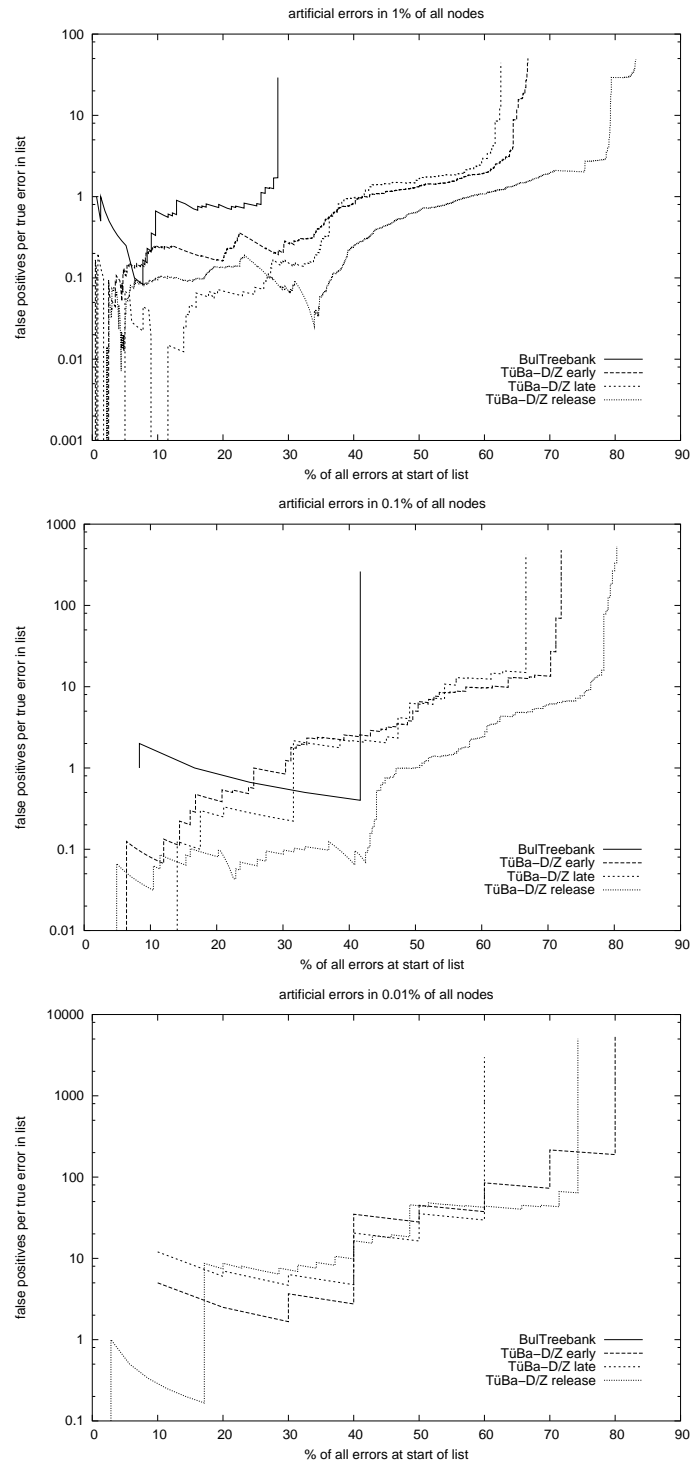 artificial errors in 1% of all nodes
100
10
1
0.1
0.01
0.001
false positives per true error in list
BulTreebank
TüBa−D/Z early
TüBa−D/Z late
TüBa−D/Z release
0 10 20 30 40 50 60 70 80 90
% of all errors at start of list
artificial errors in 0.1% of all nodes
1000
100
10
1
0.1
0.01
false positives per true error in list
BulTreebank
TüBa−D/Z early
TüBa−D/Z late
TüBa−D/Z release
0 10 20 30 40 50 60 70 80 90
% of all errors at start of list
artificial errors in 0.01% of all nodes
10000
1000
100
10
1
0.1
false positives per true error in list
BulTreebank
TüBa−D/Z early
TüBa−D/Z late
TüBa−D/Z release
0 10 20 30 40 50 60 70 80 90
% of all errors at start of list